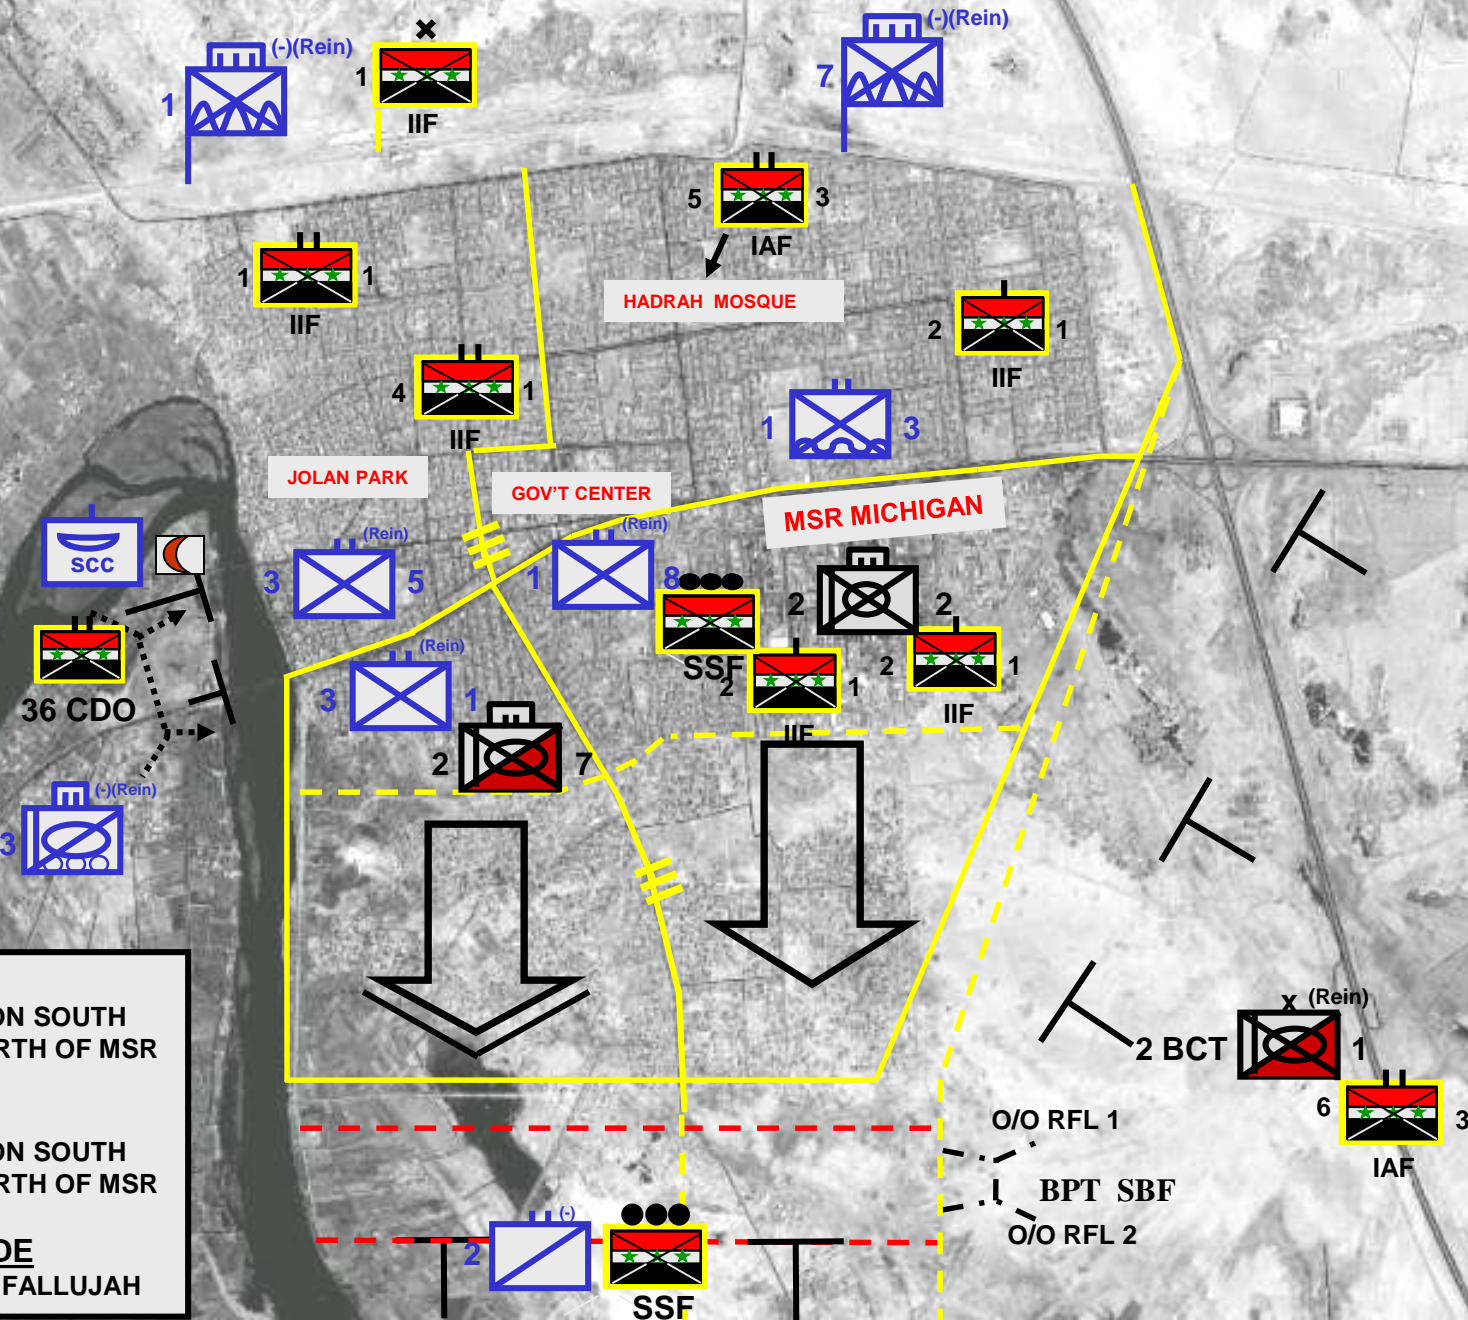 (-)(Rein)
1
1
IIF
(-)(Rein)
7
5 3
IAF
1 1
IIF
HADRAH MOSQUE
2 1
IIF
4 1
IIF
1 3
JOLAN PARK
GOV'T CENTER
MSR MICHIGAN
scc
(Rein)
3 5
(Rein)
1 8
SSF
2 2
2 1
IIF
2 1
IIF
36 CDO
(Rein)
3 1
2 7
(-)(Rein)
3
ON SOUTH
RTH OF MSR
ON SOUTH
RTH OF MSR
DE
FALLUJAH
x (Rein)
2 BCT 1
6 3
IAF
O/O RFL 1
BPT SBF
O/O RFL 2
(-)
2
SSF